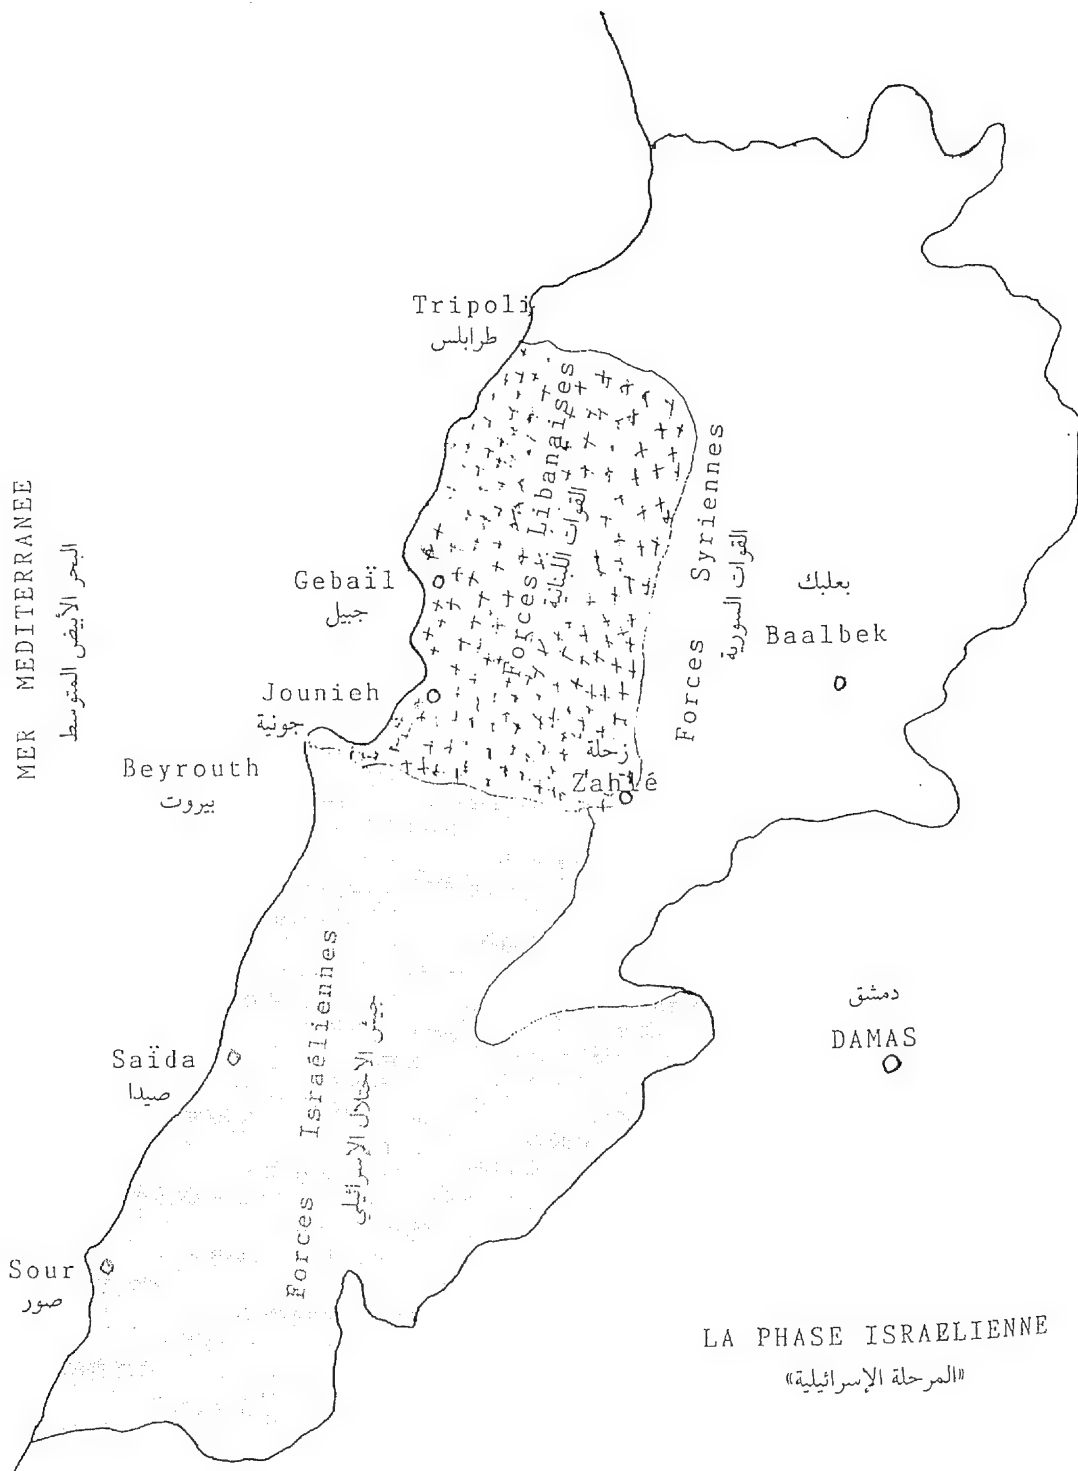 Tripoli
طرابلس
Forces Libanaises
القوات اللبنانية
MER MEDITERRANEE
البحر الأبيض المتوسط
Forces Syriennes
القوات السورية
Gebaïl
جبيل
بعلبك
Baalbek
Jounieh
جونية
زحلة
Zahlé
Beyrouth
بيروت
Forces Israéliennes
جيش الاحتلال الإسرائيلي
دمشق
DAMAS
Saïda
صيدا
Sour
صور
LA PHASE ISRAELIENNE
«المرحلة الإسرائيلية»